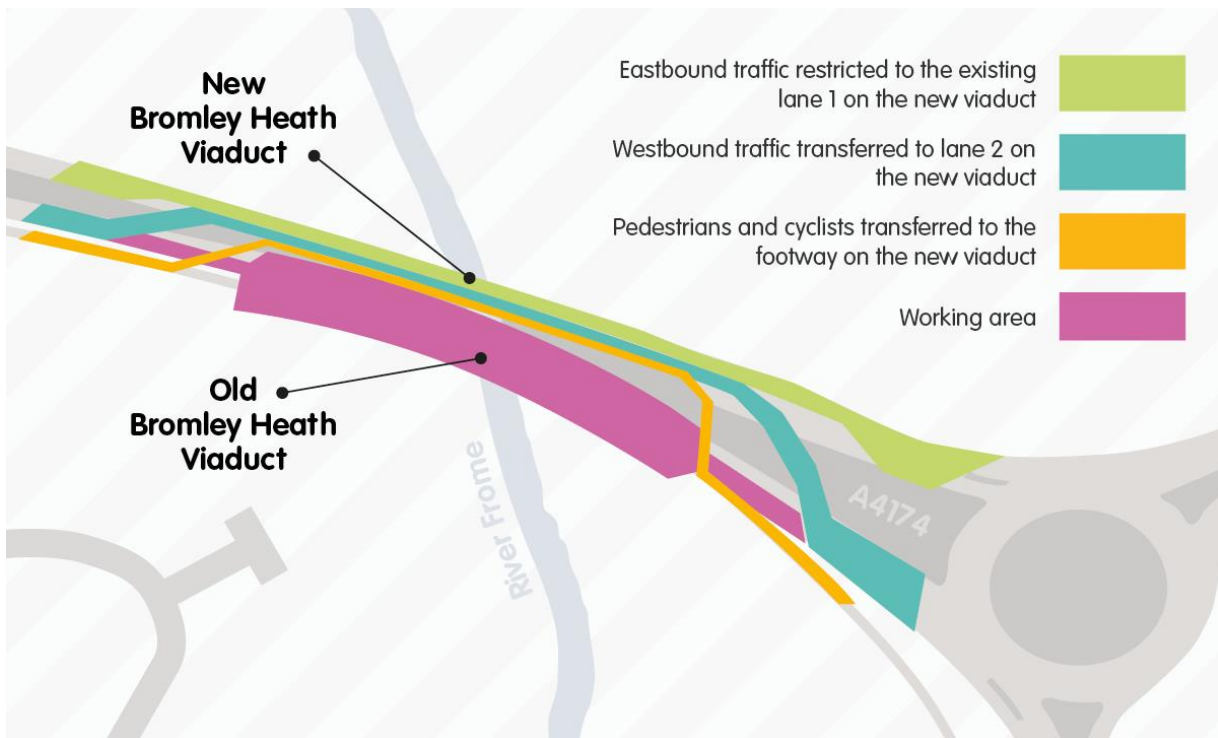 New
Bromley Heath
Viaduct
Old
Bromley Heath
Viaduct
River Frome
A4174
Eastbound traffic restricted to the existing
lane 1 on the new viaduct
Westbound traffic transferred to lane 2 on
the new viaduct
Pedestrians and cyclists transferred to the
footway on the new viaduct
Working area